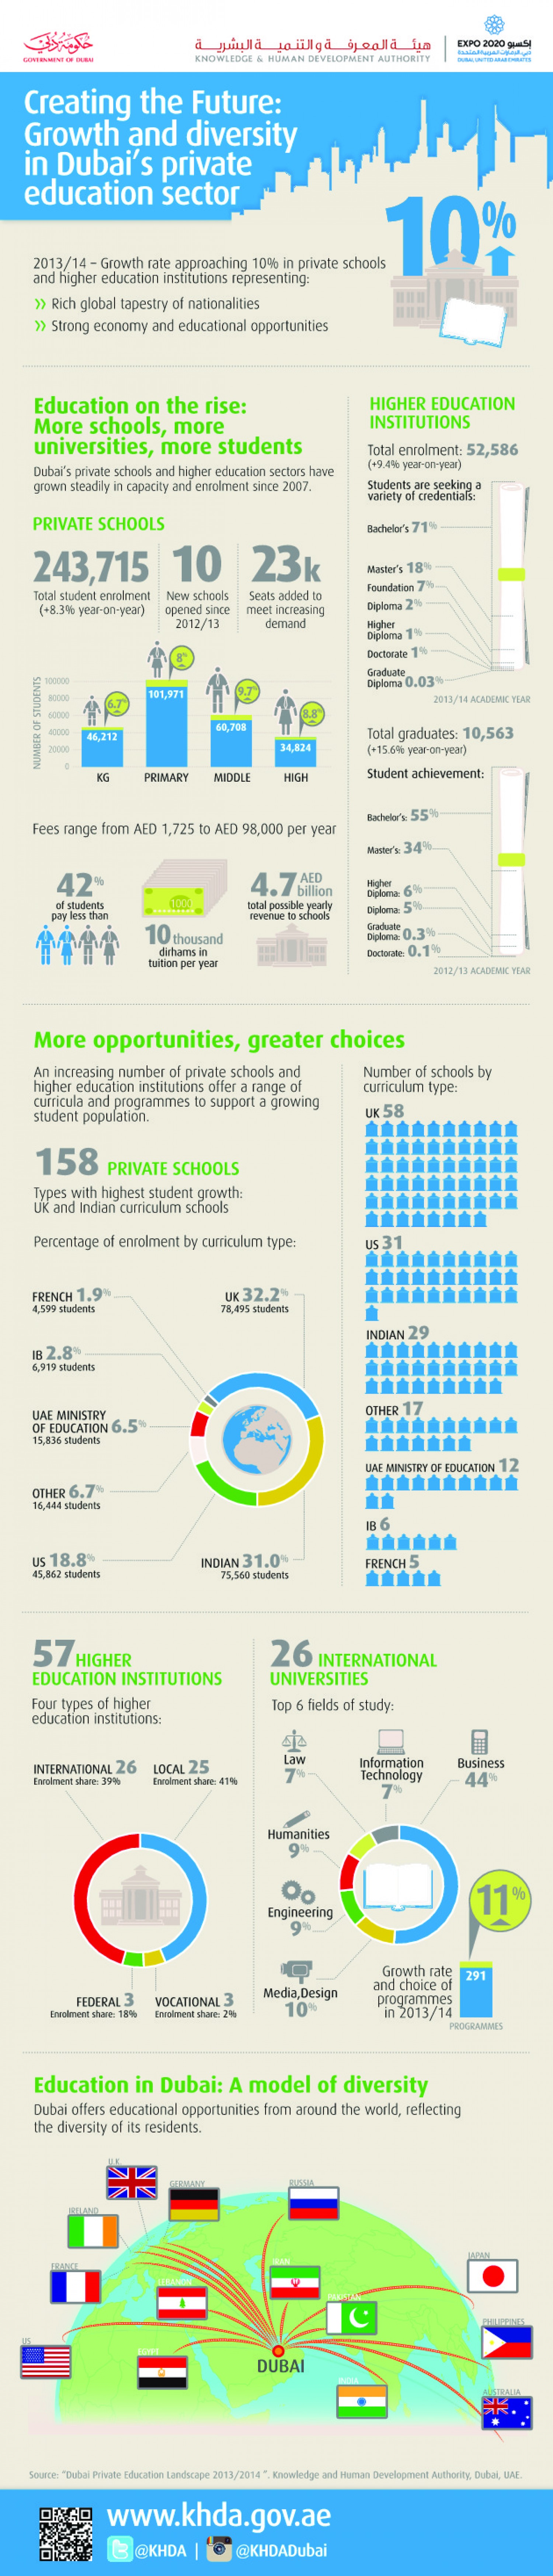 حكومة دبي
GOVERNMENT OF DUBAI
هيئة المعرفة والتنمية البشرية
KNOWLEDGE & HUMAN DEVELOPMENT AUTHORITY
EXPO 2020 إكسبو
دبي، الإمارات العربية المتحدة
DUBAI, UNITED ARAB EMIRATES
Creating the Future:
Growth and diversity
in Dubai's private
education sector
10%
2013/14 – Growth rate approaching 10% in private schools
and higher education institutions representing:
Rich global tapestry of nationalities
Strong economy and educational opportunities
Education on the rise:
More schools, more
universities, more students
Dubai's private schools and higher education sectors have
grown steadily in capacity and enrolment since 2007.
PRIVATE SCHOOLS
243,715
Total student enrolment
(+8.3% year-on-year)
10
New schools
opened since
2012/13
23k
Seats added to
meet increasing
demand
NUMBER OF STUDENTS
100000
80000
60000
40000
20000
0
6.7%
46,212
KG
8%
101,971
PRIMARY
9.7%
60,708
MIDDLE
8.8%
34,824
HIGH
Fees range from AED 1,725 to AED 98,000 per year
42%
of students
pay less than
1000
10 thousand
dirhams in
tuition per year
4.7 AED
billion
total possible yearly
revenue to schools
HIGHER EDUCATION
INSTITUTIONS
Total enrolment: 52,586
(+9.4% year-on-year)
Students are seeking a
variety of credentials:
Bachelor's 71%
Master's 18%
Foundation 7%
Diploma 2%
Higher
Diploma 1%
Doctorate 1%
Graduate
Diploma 0.03%
2013/14 ACADEMIC YEAR
Total graduates: 10,563
(+15.6% year-on-year)
Student achievement:
Bachelor's: 55%
Master's: 34%
Higher
Diploma: 6%
Diploma: 5%
Graduate
Diploma: 0.3%
Doctorate: 0.1%
2012/13 ACADEMIC YEAR
More opportunities, greater choices
An increasing number of private schools and
higher education institutions offer a range of
curricula and programmes to support a growing
student population.
158 PRIVATE SCHOOLS
Types with highest student growth:
UK and Indian curriculum schools
Percentage of enrolment by curriculum type:
FRENCH 1.9%
4,599 students
UK 32.2%
78,495 students
IB 2.8%
6,919 students
UAE MINISTRY
OF EDUCATION 6.5%
15,836 students
OTHER 6.7%
16,444 students
US 18.8%
45,862 students
INDIAN 31.0%
75,560 students
Number of schools by
curriculum type:
UK 58
US 31
INDIAN 29
OTHER 17
UAE MINISTRY OF EDUCATION 12
IB 6
FRENCH 5
57 HIGHER
EDUCATION INSTITUTIONS
Four types of higher
education institutions:
INTERNATIONAL 26
Enrolment share: 39%
LOCAL 25
Enrolment share: 41%
FEDERAL 3
Enrolment share: 18%
VOCATIONAL 3
Enrolment share: 2%
26 INTERNATIONAL
UNIVERSITIES
Top 6 fields of study:
Law
7%
Information
Technology
7%
Business
44%
Humanities
9%
Engineering
9%
Media,Design
10%
11%
Growth rate
and choice of
programmes
in 2013/14
291
PROGRAMMES
Education in Dubai: A model of diversity
Dubai offers educational opportunities from around the world, reflecting
the diversity of its residents.
U.K.
GERMANY
RUSSIA
IRELAND
FRANCE
LEBANON
IRAN
JAPAN
PAKISTAN
PHILIPPINES
US
EGYPT
DUBAI
INDIA
AUSTRALIA
Source: "Dubai Private Education Landscape 2013/2014 ". Knowledge and Human Development Authority, Dubai, UAE.
www.khda.gov.ae
@KHDA | @KHDADubai